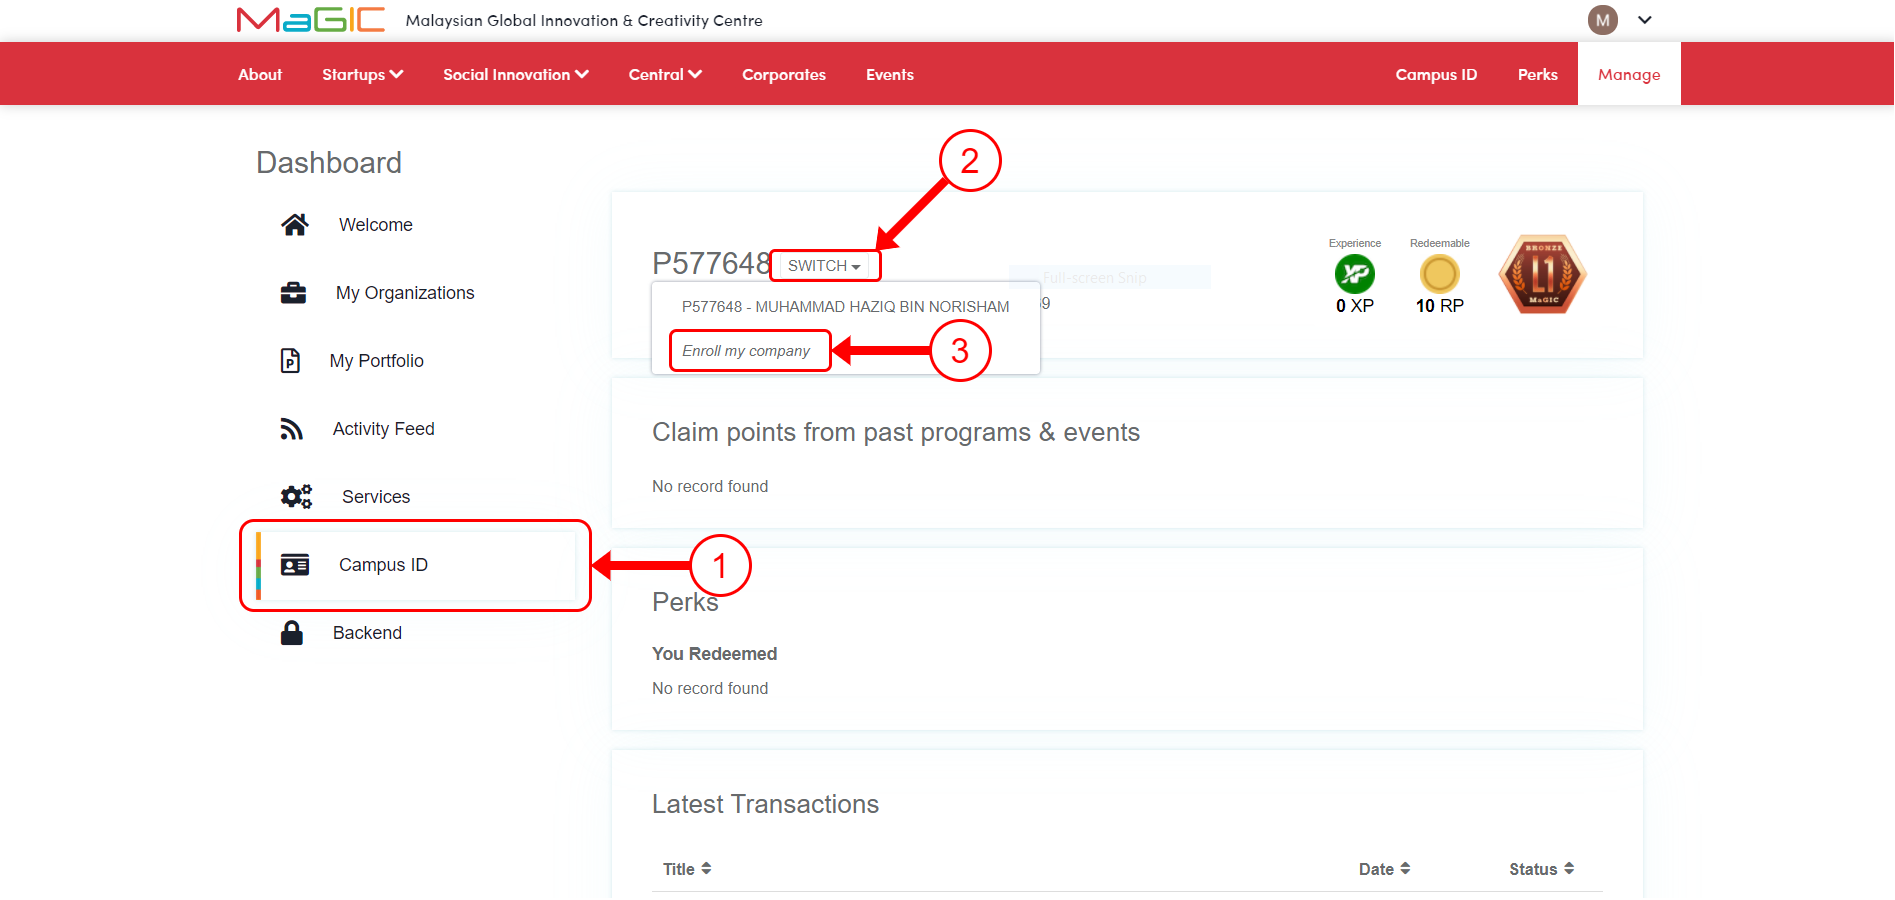 MaGIC Malaysian Global Innovation & Creativity Centre M
About Startups Social Innovation Central Corporates Events Campus ID Perks Manage
Dashboard
Welcome
My Organizations
My Portfolio
Activity Feed
Services
Campus ID
Backend
1
2
P577648 SWITCH
P577648 - MUHAMMAD HAZIQ BIN NORISHAM
Enroll my company
3
Full-screen Snip
9
Experience
XP
0 XP
Redeemable
10 RP
BRONZE
L1
MaGIC
Claim points from past programs & events
No record found
Perks
You Redeemed
No record found
Latest Transactions
Title Date Status